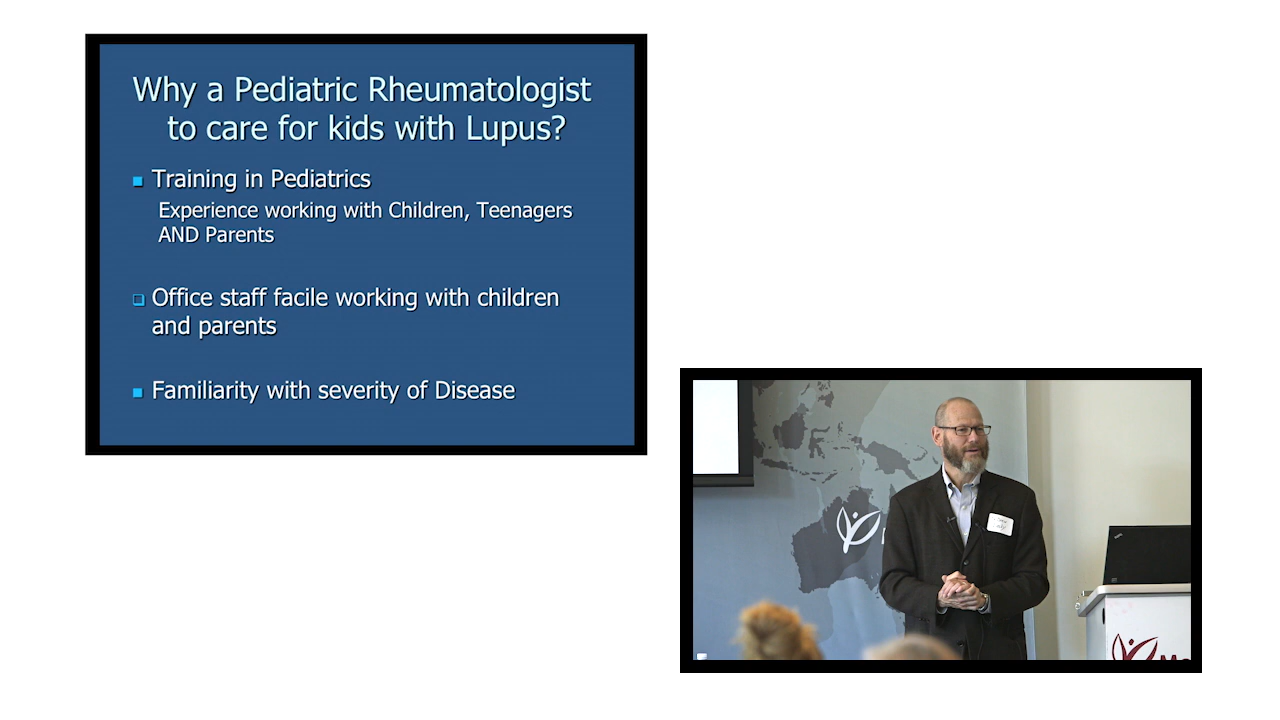 Why a Pediatric Rheumatologist
to care for kids with Lupus?
Training in Pediatrics
Experience working with Children, Teenagers
AND Parents
Office staff facile working with children
and parents
Familiarity with severity of Disease